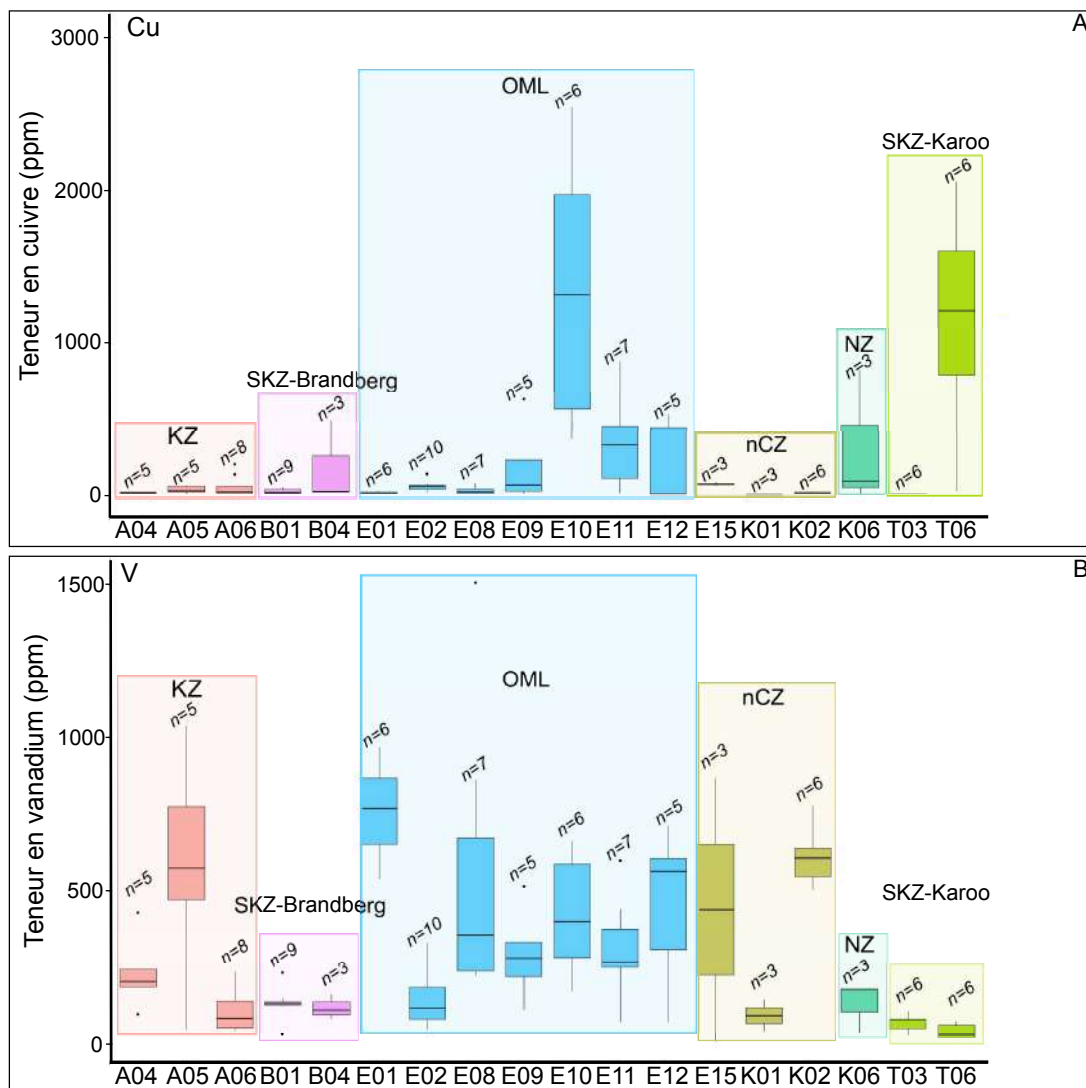 Cu
A
3000
2000
1000
0
Teneur en cuivre (ppm)
OML
n=6
SKZ-Karoo
n=6
NZ
n=3
n=7
SKZ-Brandberg
n=3
n=5
n=5
KZ
n=5
n=5
n=8
n=9
n=6
n=10
n=7
nCZ
n=3
n=3
n=6
n=6
A04 A05 A06 B01 B04 E01 E02 E08 E09 E10 E11 E12 E15 K01 K02 K06 T03 T06
V
B
1500
1000
500
0
Teneur en vanadium (ppm)
KZ
n=5
n=5
n=8
SKZ-Brandberg
n=9
n=3
OML
n=6
n=10
n=7
n=5
n=6
n=7
n=5
nCZ
n=3
n=3
n=6
NZ
n=3
SKZ-Karoo
n=6
n=6
A04 A05 A06 B01 B04 E01 E02 E08 E09 E10 E11 E12 E15 K01 K02 K06 T03 T06